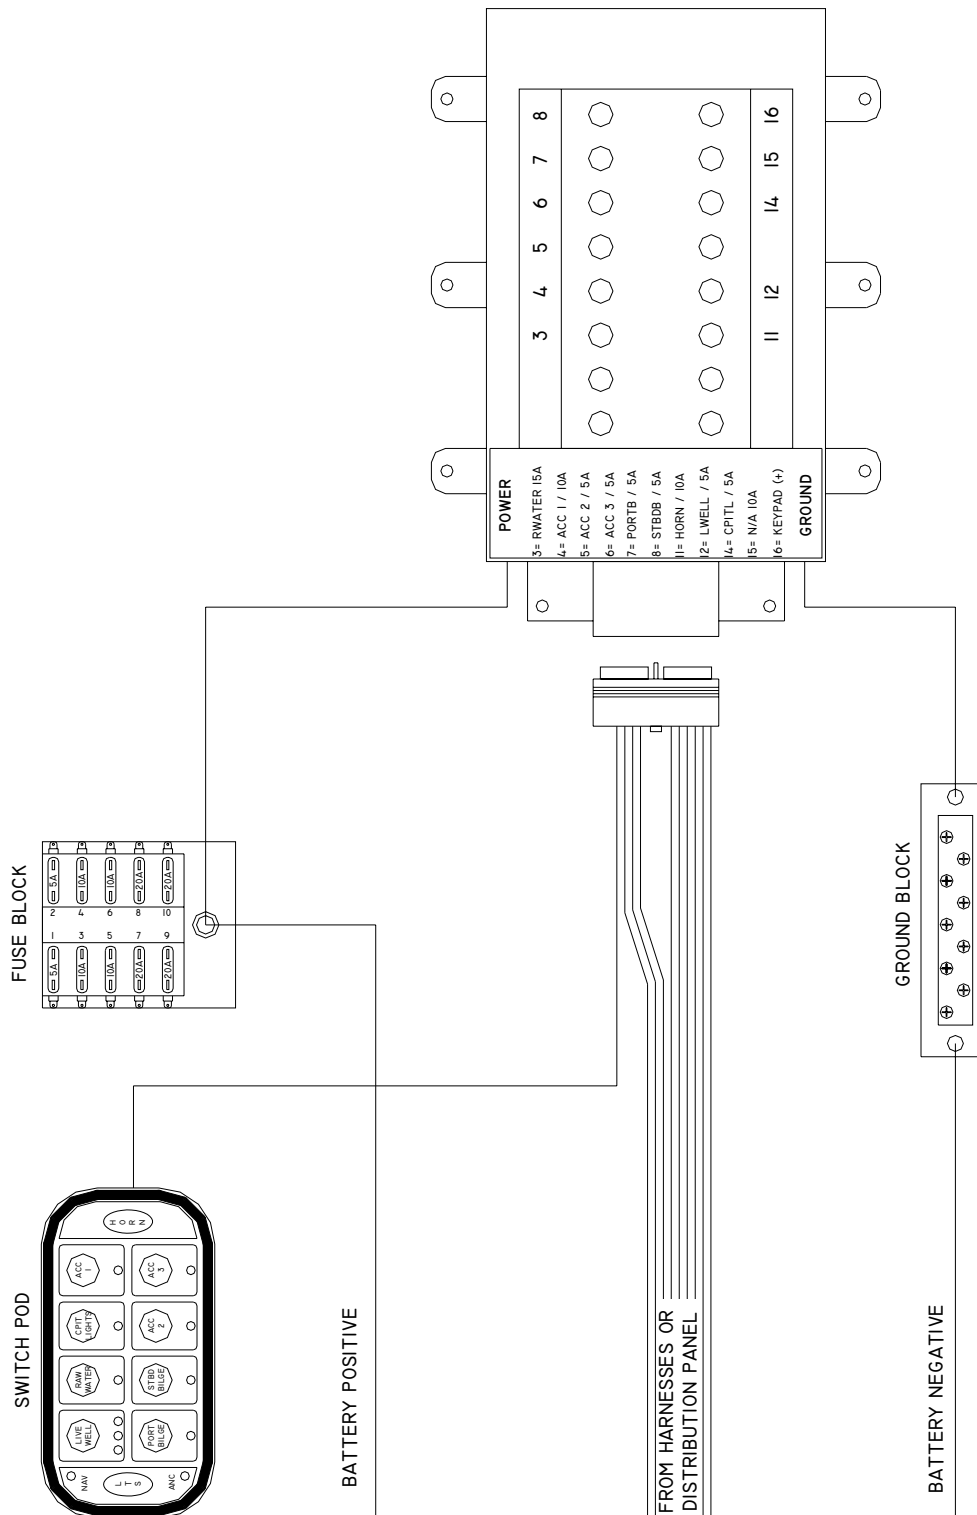 8
16
7
15
6
14
5
4
12
3
11
POWER
3= RWATER 15A
4= ACC 1 / 10A
5= ACC 2 / 5A
6= ACC 3 / 5A
7= PORTB / 5A
8= STBDB / 5A
11= HORN / 10A
12= LWELL / 5A
14= CPITL / 5A
15= N/A 10A
16= KEYPAD (+)
GROUND
FUSE BLOCK
5A
10A
10A
20A
20A
2 4 6 8 10
1 3 5 7 9
5A
10A
10A
20A
20A
GROUND BLOCK
SWITCH POD
HORN
ACC 1
ACC 3
CPIT
LIGHTS
ACC 2
RAW
WATER
STBD
BILGE
LIVE
WELL
PORT
BILGE
NAV
LTS
ANC
BATTERY POSITIVE
FROM HARNESSES OR
DISTRIBUTION PANEL
BATTERY NEGATIVE